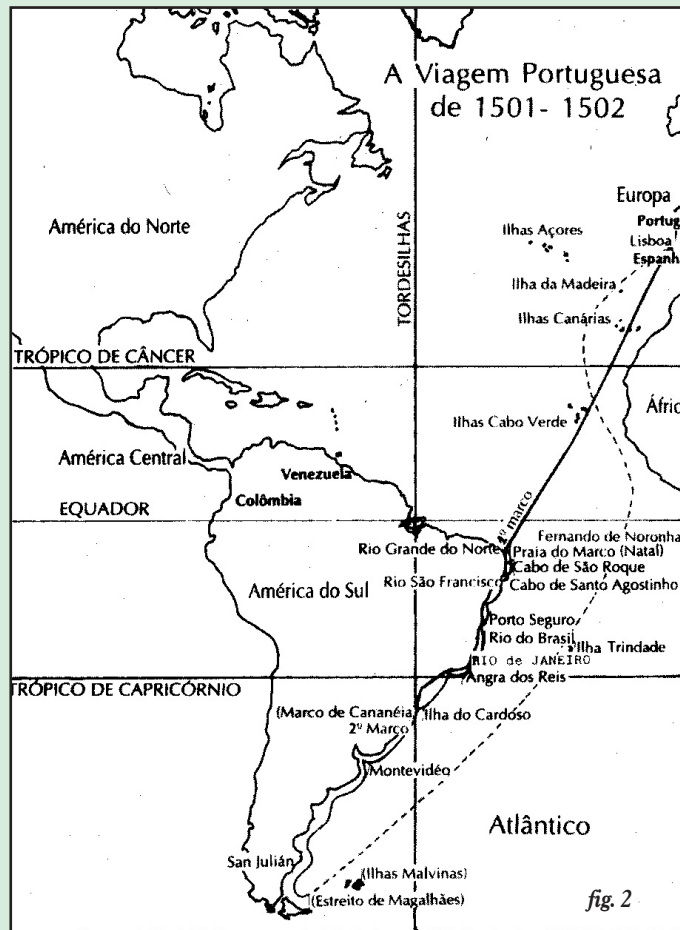 A Viagem Portuguesa
de 1501- 1502
Europa
Portug
Lisboa
Espanh
América do Norte
TORDESILHAS
Ilhas Açores
Ilha da Madeira
Ilhas Canárias
TRÓPICO DE CÂNCER
Ilhas Cabo Verde
Áfric
América Central
Venezuela
Colômbia
EQUADOR
1º marco
Fernando de Noronha
Rio Grande do Norte
Praia do Marco (Natal)
Cabo de São Roque
América do Sul
Rio São Francisco
Cabo de Santo Agostinho
Porto Seguro
Rio do Brasil
Ilha Trindade
RIO de JANEIRO
TRÓPICO DE CAPRICÓRNIO
Angra dos Reis
(Marco de Cananéia
2º Marco
Ilha do Cardoso
Montevidéo
Atlântico
San Julián
(Ilhas Malvinas)
(Estreito de Magalhães)
fig. 2